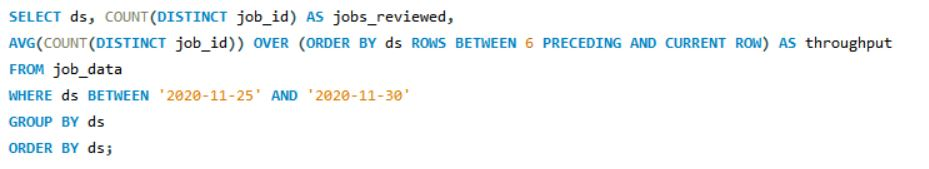 SELECT ds, COUNT(DISTINCT job_id) AS jobs_reviewed,
AVG(COUNT(DISTINCT job_id)) OVER (ORDER BY ds ROWS BETWEEN 6 PRECEDING AND CURRENT ROW) AS throughput
FROM job_data
WHERE ds BETWEEN '2020-11-25' AND '2020-11-30'
GROUP BY ds
ORDER BY ds;